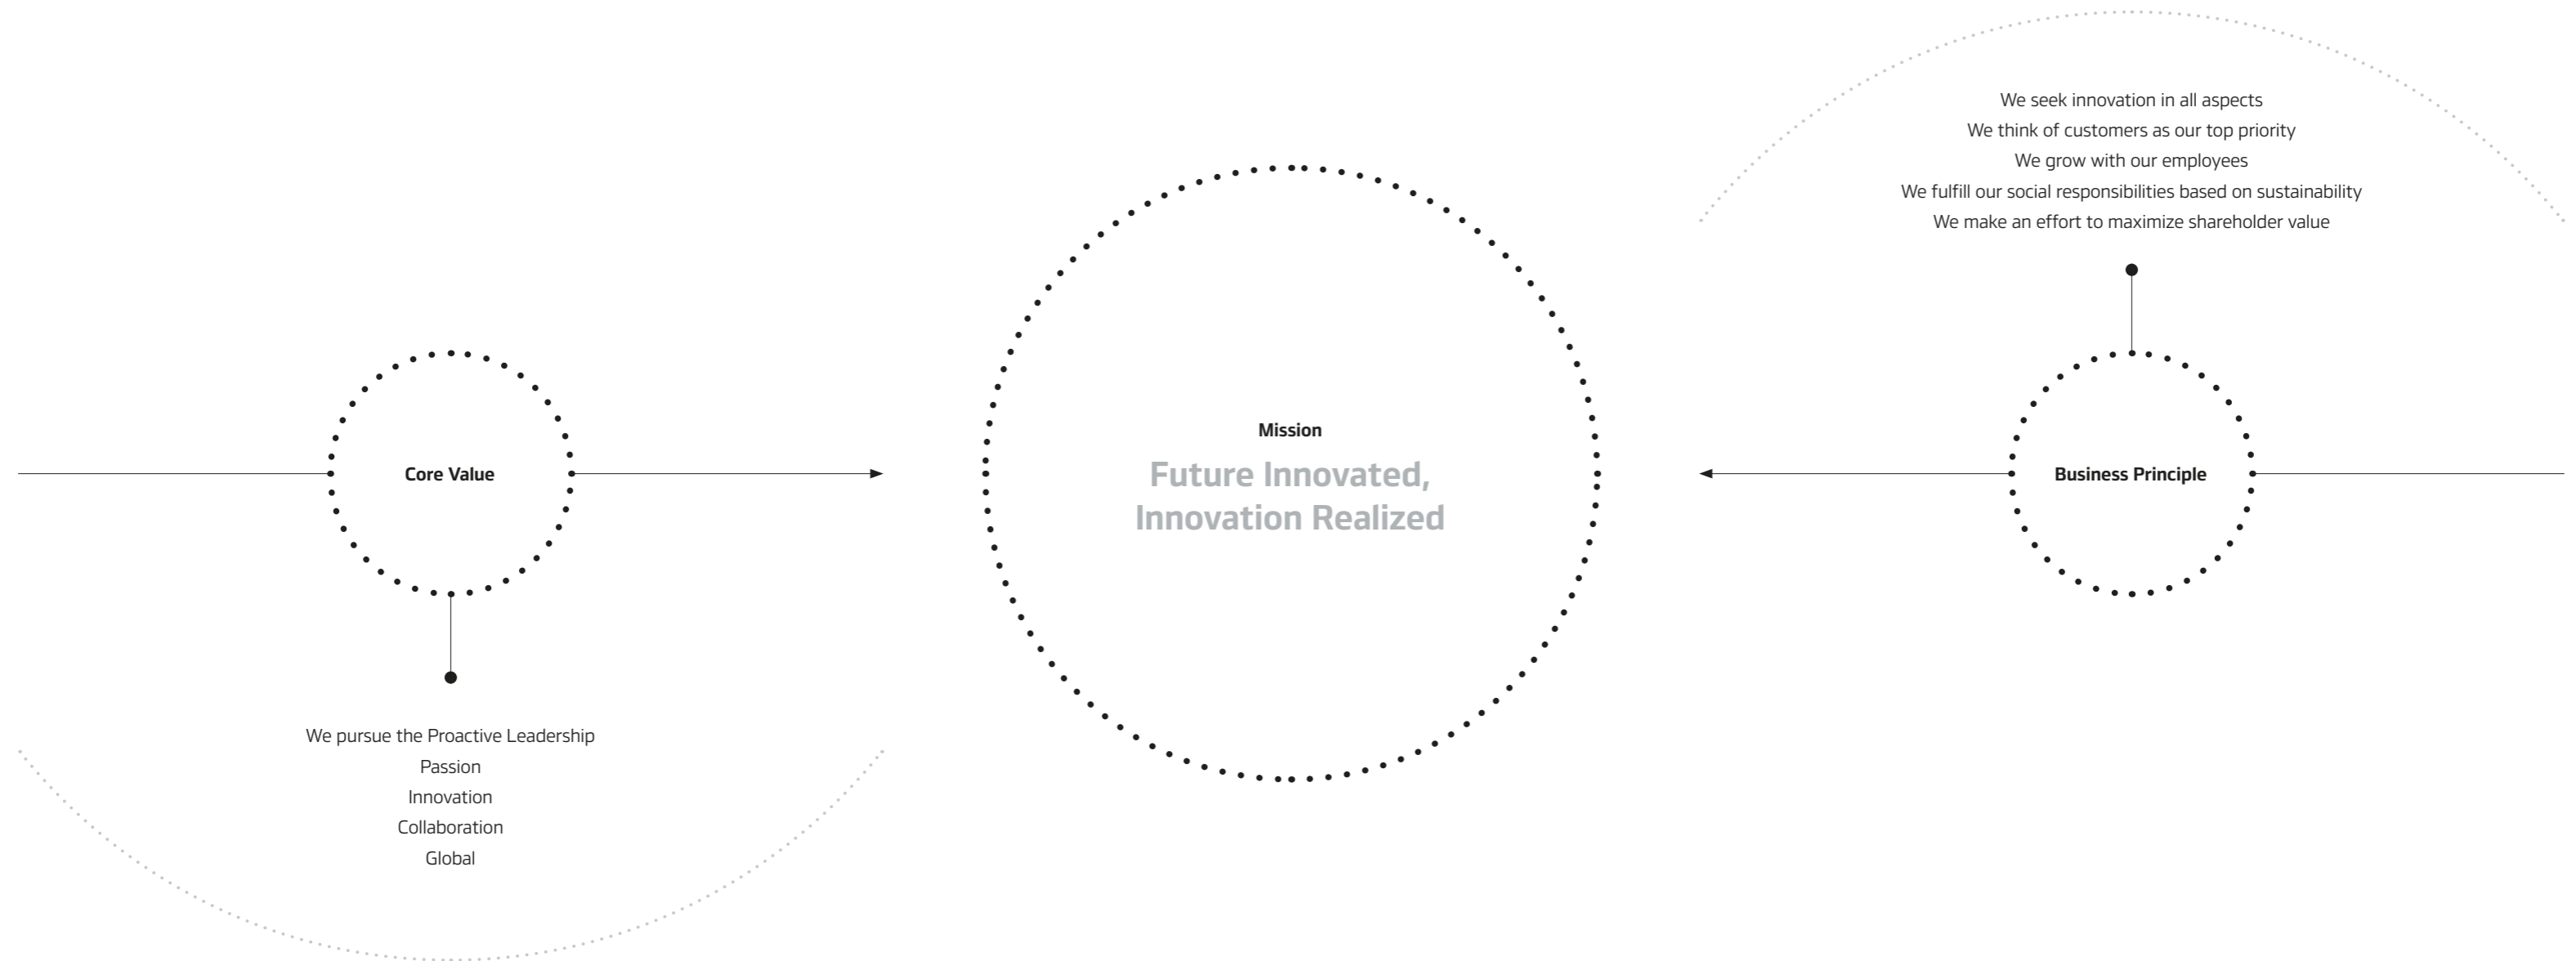 Core Value
We pursue the Proactive Leadership
Passion
Innovation
Collaboration
Global
Mission
Future Innovated,
Innovation Realized
We seek innovation in all aspects
We think of customers as our top priority
We grow with our employees
We fulfill our social responsibilities based on sustainability
We make an effort to maximize shareholder value
Business Principle